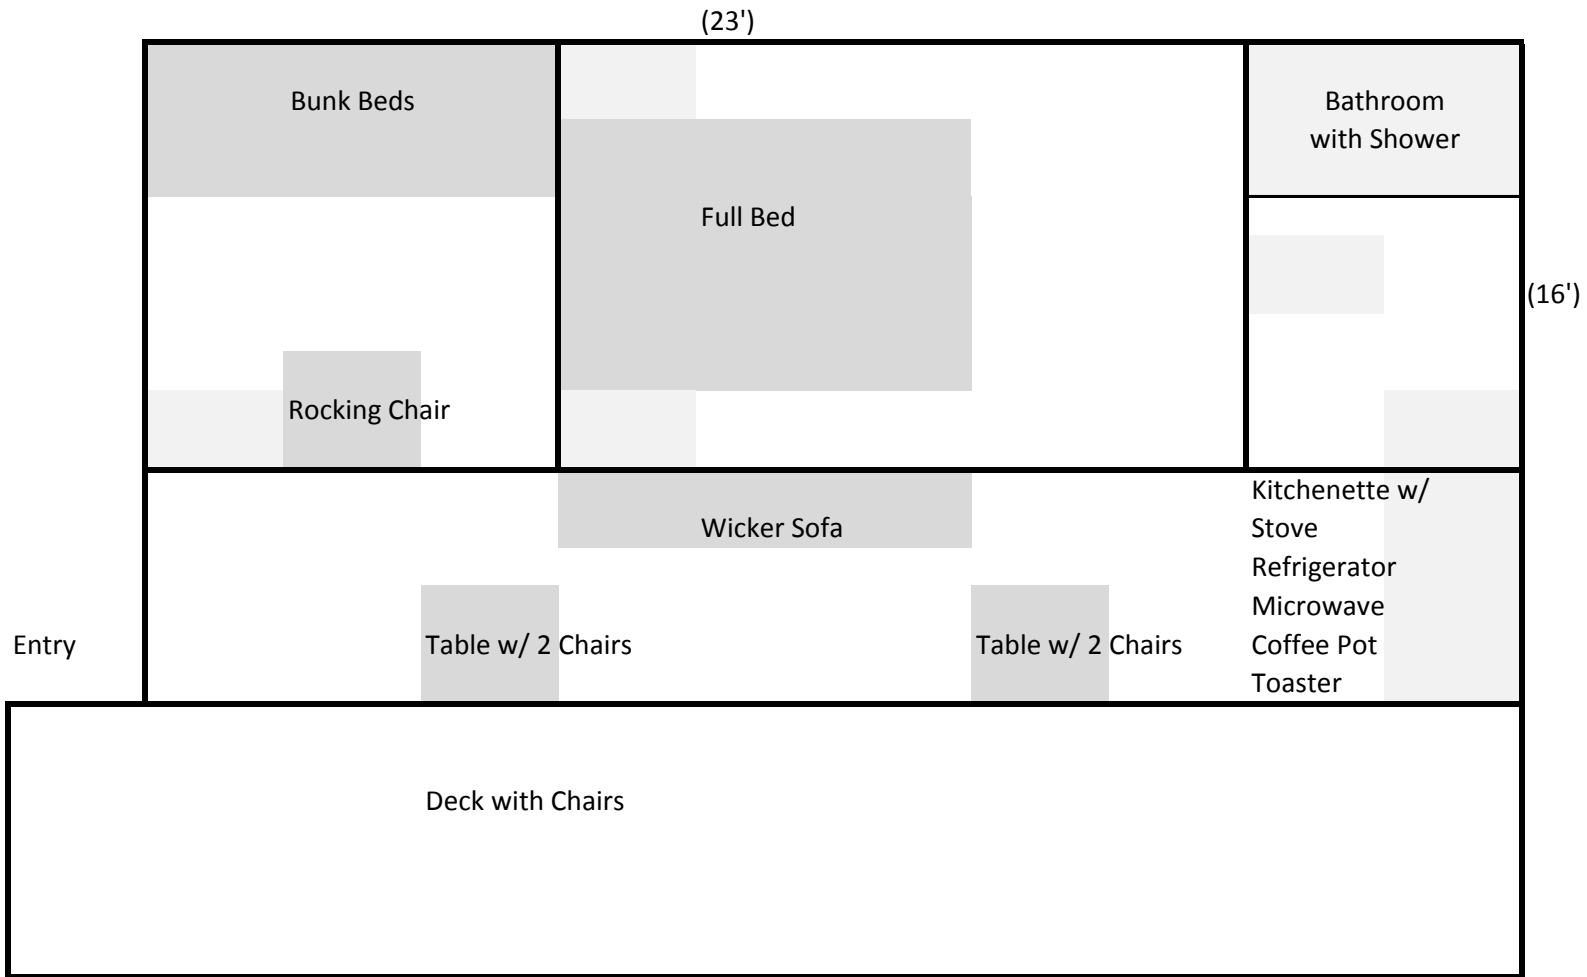 (23')
Bunk Beds
Bathroom
with Shower
Full Bed
(16')
Rocking Chair
Kitchenette w/
Wicker Sofa
Stove
Refrigerator
Microwave
Entry
Table w/ 2 Chairs
Table w/ 2 Chairs
Coffee Pot
Toaster
Deck with Chairs